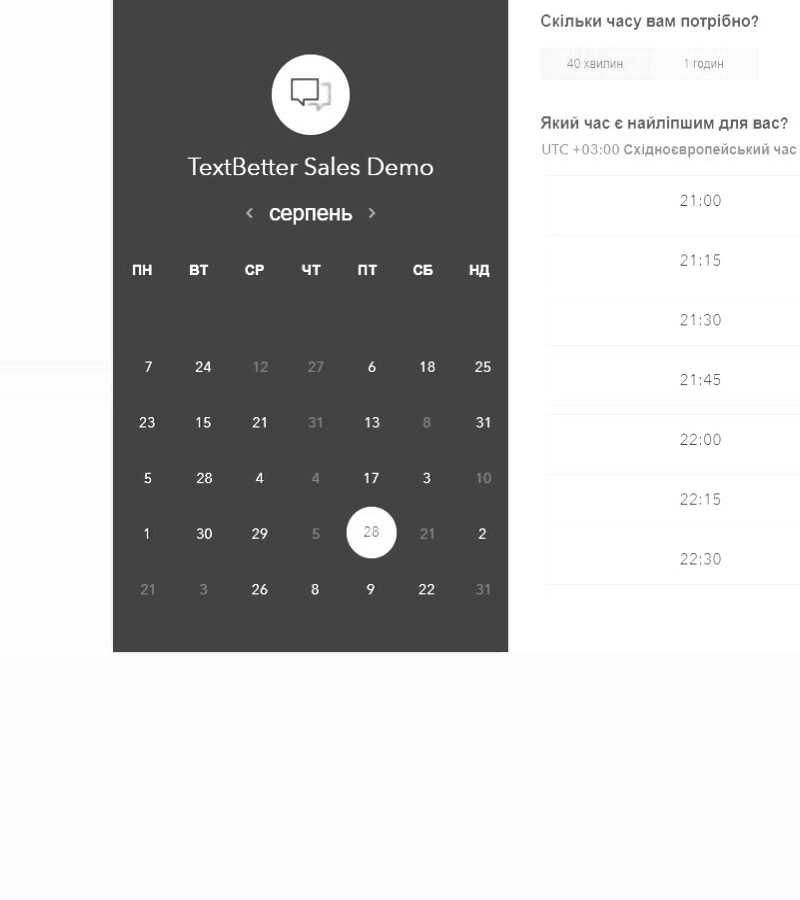 Скільки часу вам потрібно?
40 хвилин 1 годин
Який час є найліпшим для вас?
UTC +03:00 Східноєвропейський час
21:00
21:15
21:30
21:45
22:00
22:15
22:30
TextBetter Sales Demo
‹ серпень ›
ПН ВТ СР ЧТ ПТ СБ НД
7 24 12 27 6 18 25
23 15 21 31 13 8 31
5 28 4 4 17 3 10
1 30 29 5 28 21 2
21 3 26 8 9 22 31